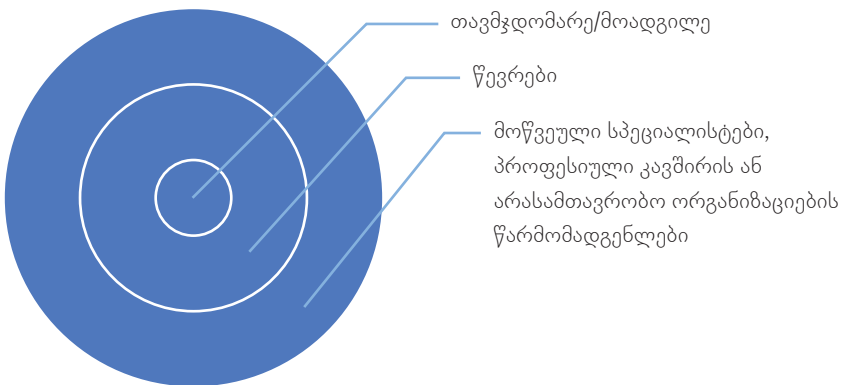 თავმჯდომარე/მოადგილე
წევრები
მოწვეული სპეციალისტები,
პროფესიული კავშირის ან
არასამთავრობო ორგანიზაციების
წარმომადგენლები